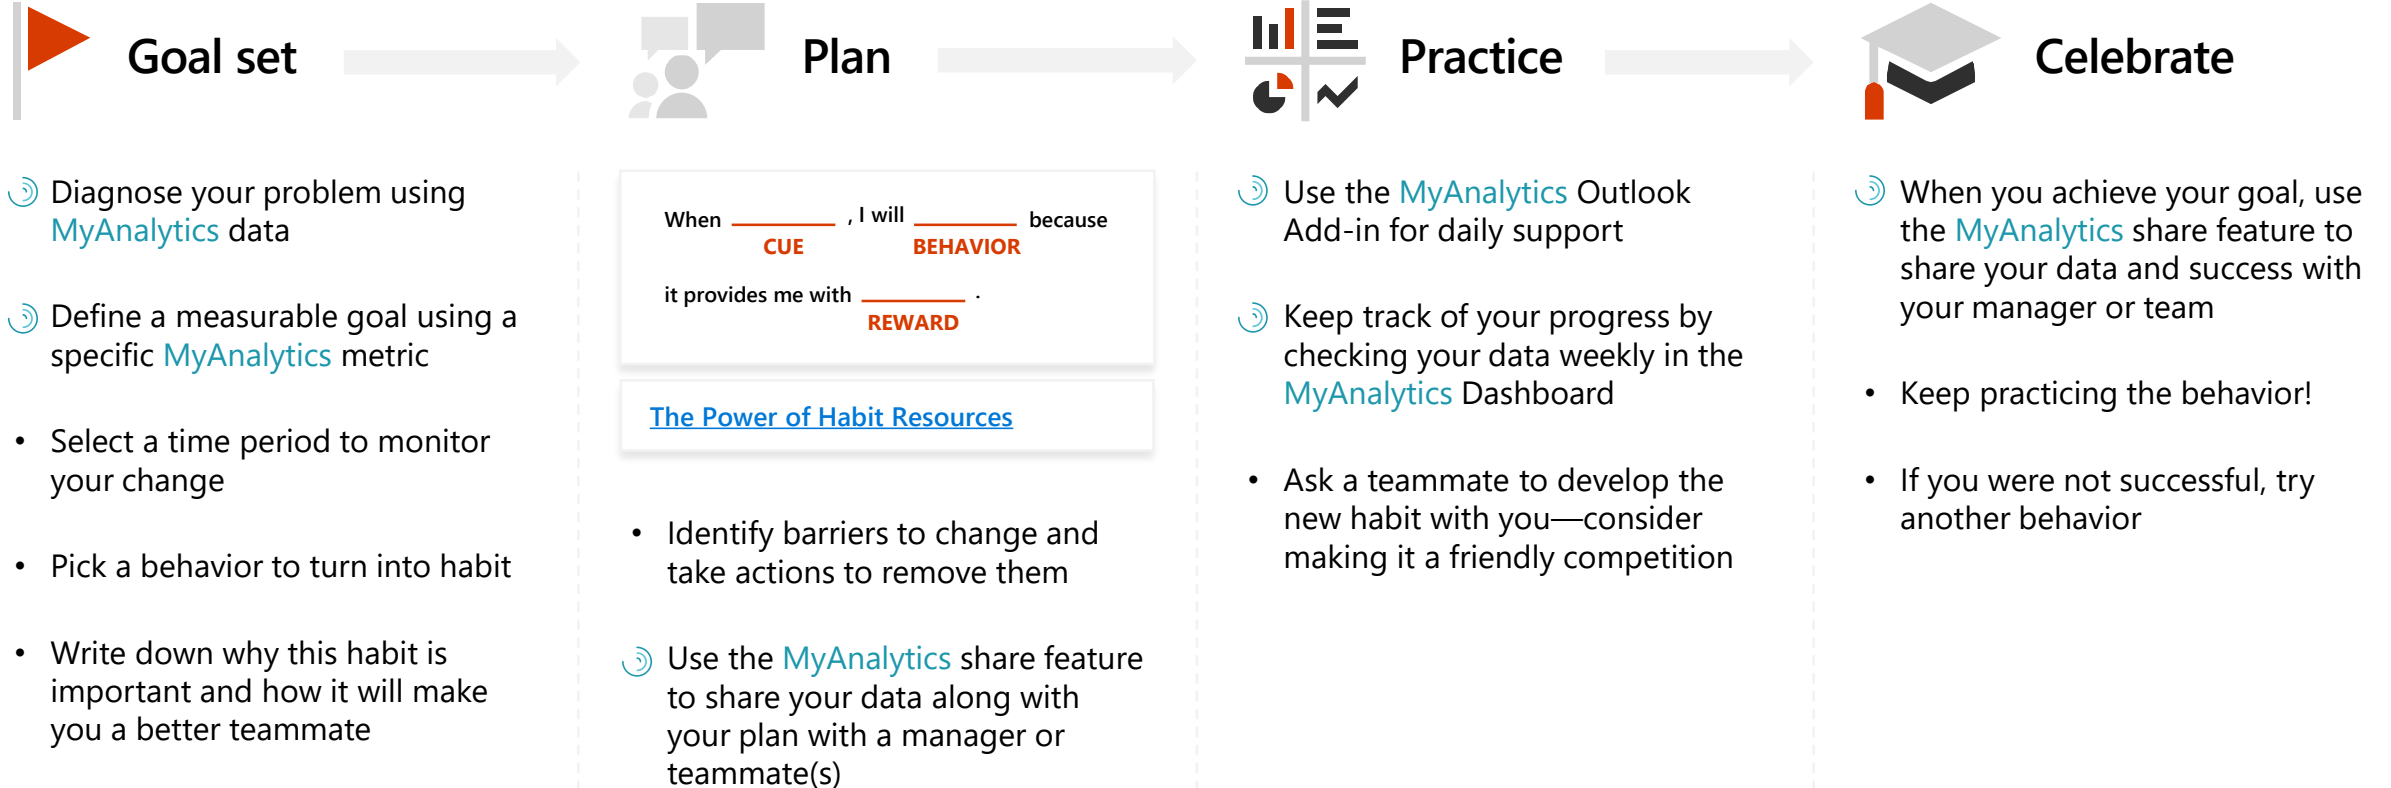 Goal set
Diagnose your problem using
MyAnalytics data
Define a measurable goal using a
specific MyAnalytics metric
• Select a time period to monitor
your change
• Pick a behavior to turn into habit
• Write down why this habit is
important and how it will make
you a better teammate
Plan
When ________ , I will ________ because
CUE BEHAVIOR
it provides me with ________ .
REWARD
The Power of Habit Resources
• Identify barriers to change and
take actions to remove them
Use the MyAnalytics share feature
to share your data along with
your plan with a manager or
teammate(s)
Practice
Use the MyAnalytics Outlook
Add-in for daily support
Keep track of your progress by
checking your data weekly in the
MyAnalytics Dashboard
• Ask a teammate to develop the
new habit with you—consider
making it a friendly competition
Celebrate
When you achieve your goal, use
the MyAnalytics share feature to
share your data and success with
your manager or team
• Keep practicing the behavior!
• If you were not successful, try
another behavior